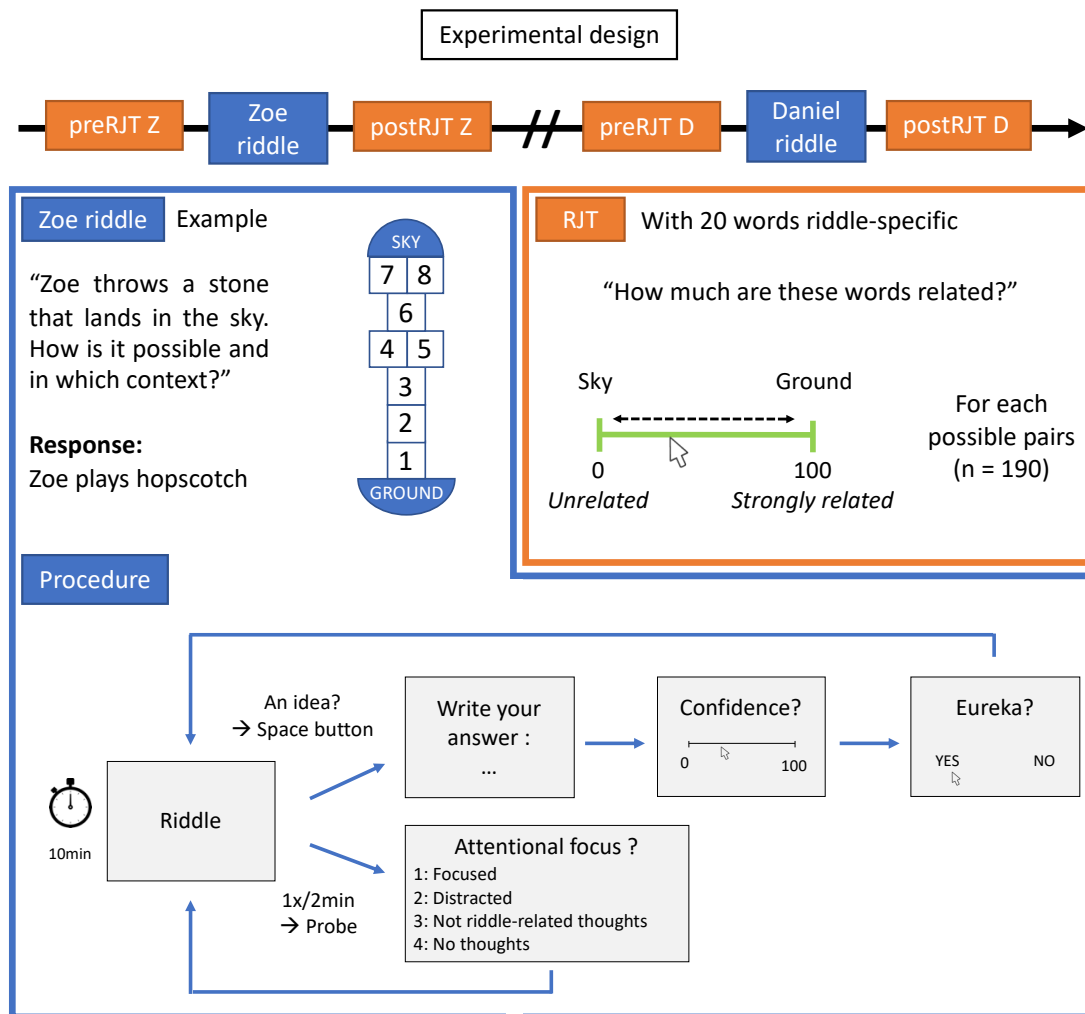 Experimental design
preRJT Z
Zoe
riddle
postRJT Z
preRJT D
Daniel
riddle
postRJT D
Zoe riddle
Example
"Zoe throws a stone
that lands in the sky.
How is it possible and
in which context?"
Response:
Zoe plays hopscotch
SKY
7 8
6
4 5
3
2
1
GROUND
RJT
With 20 words riddle-specific
"How much are these words related?"
Sky
Ground
0
100
Unrelated
Strongly related
For each
possible pairs
(n = 190)
Procedure
10min
Riddle
An idea?
→ Space button
Write your
answer :
...
Confidence?
0
100
Eureka?
YES
NO
1x/2min
→ Probe
Attentional focus ?
1: Focused
2: Distracted
3: Not riddle-related thoughts
4: No thoughts